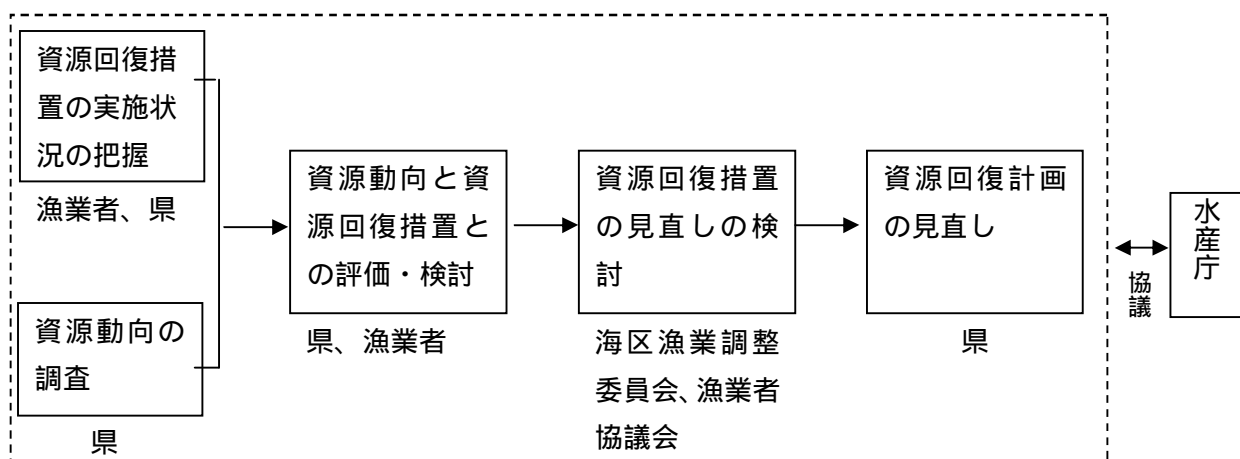 資源回復措
置の実施状
況の把握
漁業者、県
資源動向の
調査
県
資源動向と資
源回復措置と
の評価・検討
県、漁業者
資源回復措置
の見直しの検
討
海区漁業調整
委員会、漁業者
協議会
資源回復計画
の見直し
県
協議
水産庁